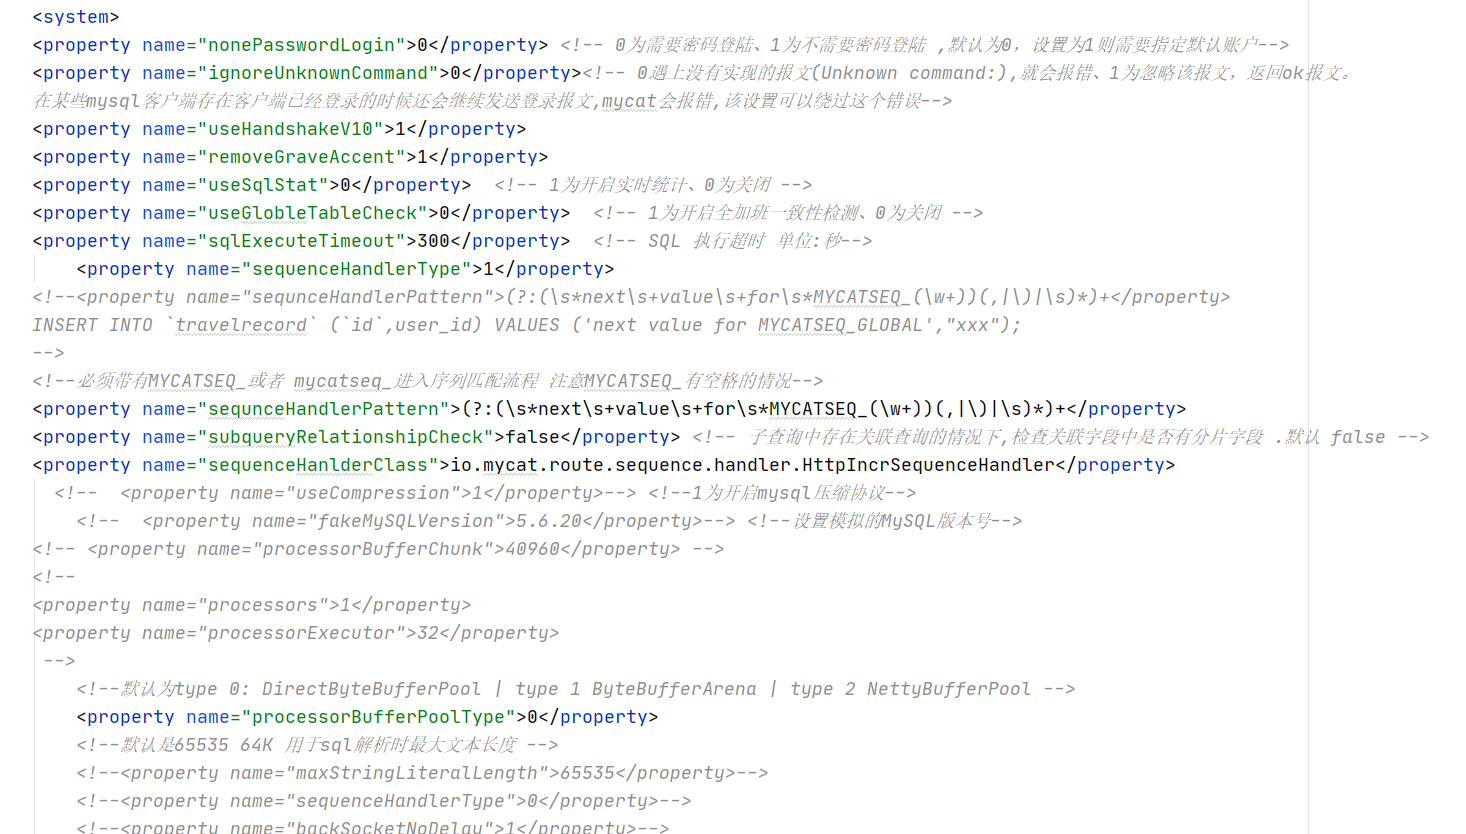 <system>
<property name="nonePasswordLogin">0</property> <!-- 0为需要密码登陆、1为不需要密码登陆 ,默认为0，设置为1则需要指定默认账户-->
<property name="ignoreUnknownCommand">0</property><!-- 0遇上没有实现的报文(Unknown command:),就会报错、1为忽略该报文，返回ok报文。
在某些mysql客户端存在客户端已经登录的时候还会继续发送登录报文,mycat会报错,该设置可以绕过这个错误-->
<property name="useHandshakeV10">1</property>
<property name="removeGraveAccent">1</property>
<property name="useSqlStat">0</property>  <!-- 1为开启实时统计、0为关闭 -->
<property name="useGlobleTableCheck">0</property>  <!-- 1为开启全加班一致性检测、0为关闭 -->
<property name="sqlExecuteTimeout">300</property>  <!-- SQL 执行超时 单位:秒-->
    <property name="sequenceHandlerType">1</property>
<!--<property name="sequnceHandlerPattern">(?:(\s*next\s+value\s+for\s*MYCATSEQ_(\w+))(,|\)|\s)*)+</property>
INSERT INTO `travelrecord` (`id`,user_id) VALUES ('next value for MYCATSEQ_GLOBAL',"xxx");
-->
<!--必须带有MYCATSEQ_或者 mycatseq_进入序列匹配流程 注意MYCATSEQ_有空格的情况-->
<property name="sequnceHandlerPattern">(?:(\s*next\s+value\s+for\s*MYCATSEQ_(\w+))(,|\)|\s)*)+</property>
<property name="subqueryRelationshipCheck">false</property> <!-- 子查询中存在关联查询的情况下,检查关联字段中是否有分片字段 .默认 false -->
<property name="sequenceHanlderClass">io.mycat.route.sequence.handler.HttpIncrSequenceHandler</property>
  <!--  <property name="useCompression">1</property>--> <!--1为开启mysql压缩协议-->
    <!--  <property name="fakeMySQLVersion">5.6.20</property>--> <!--设置模拟的MySQL版本号-->
<!-- <property name="processorBufferChunk">40960</property> -->
<!--
<property name="processors">1</property>
<property name="processorExecutor">32</property>
 -->
    <!--默认为type 0: DirectByteBufferPool | type 1 ByteBufferArena | type 2 NettyBufferPool -->
    <property name="processorBufferPoolType">0</property>
    <!--默认是65535 64K 用于sql解析时最大文本长度 -->
    <!--<property name="maxStringLiteralLength">65535</property>-->
    <!--<property name="sequenceHandlerType">0</property>-->
    <!--<property name="backSocketNoDelay">1</property>-->